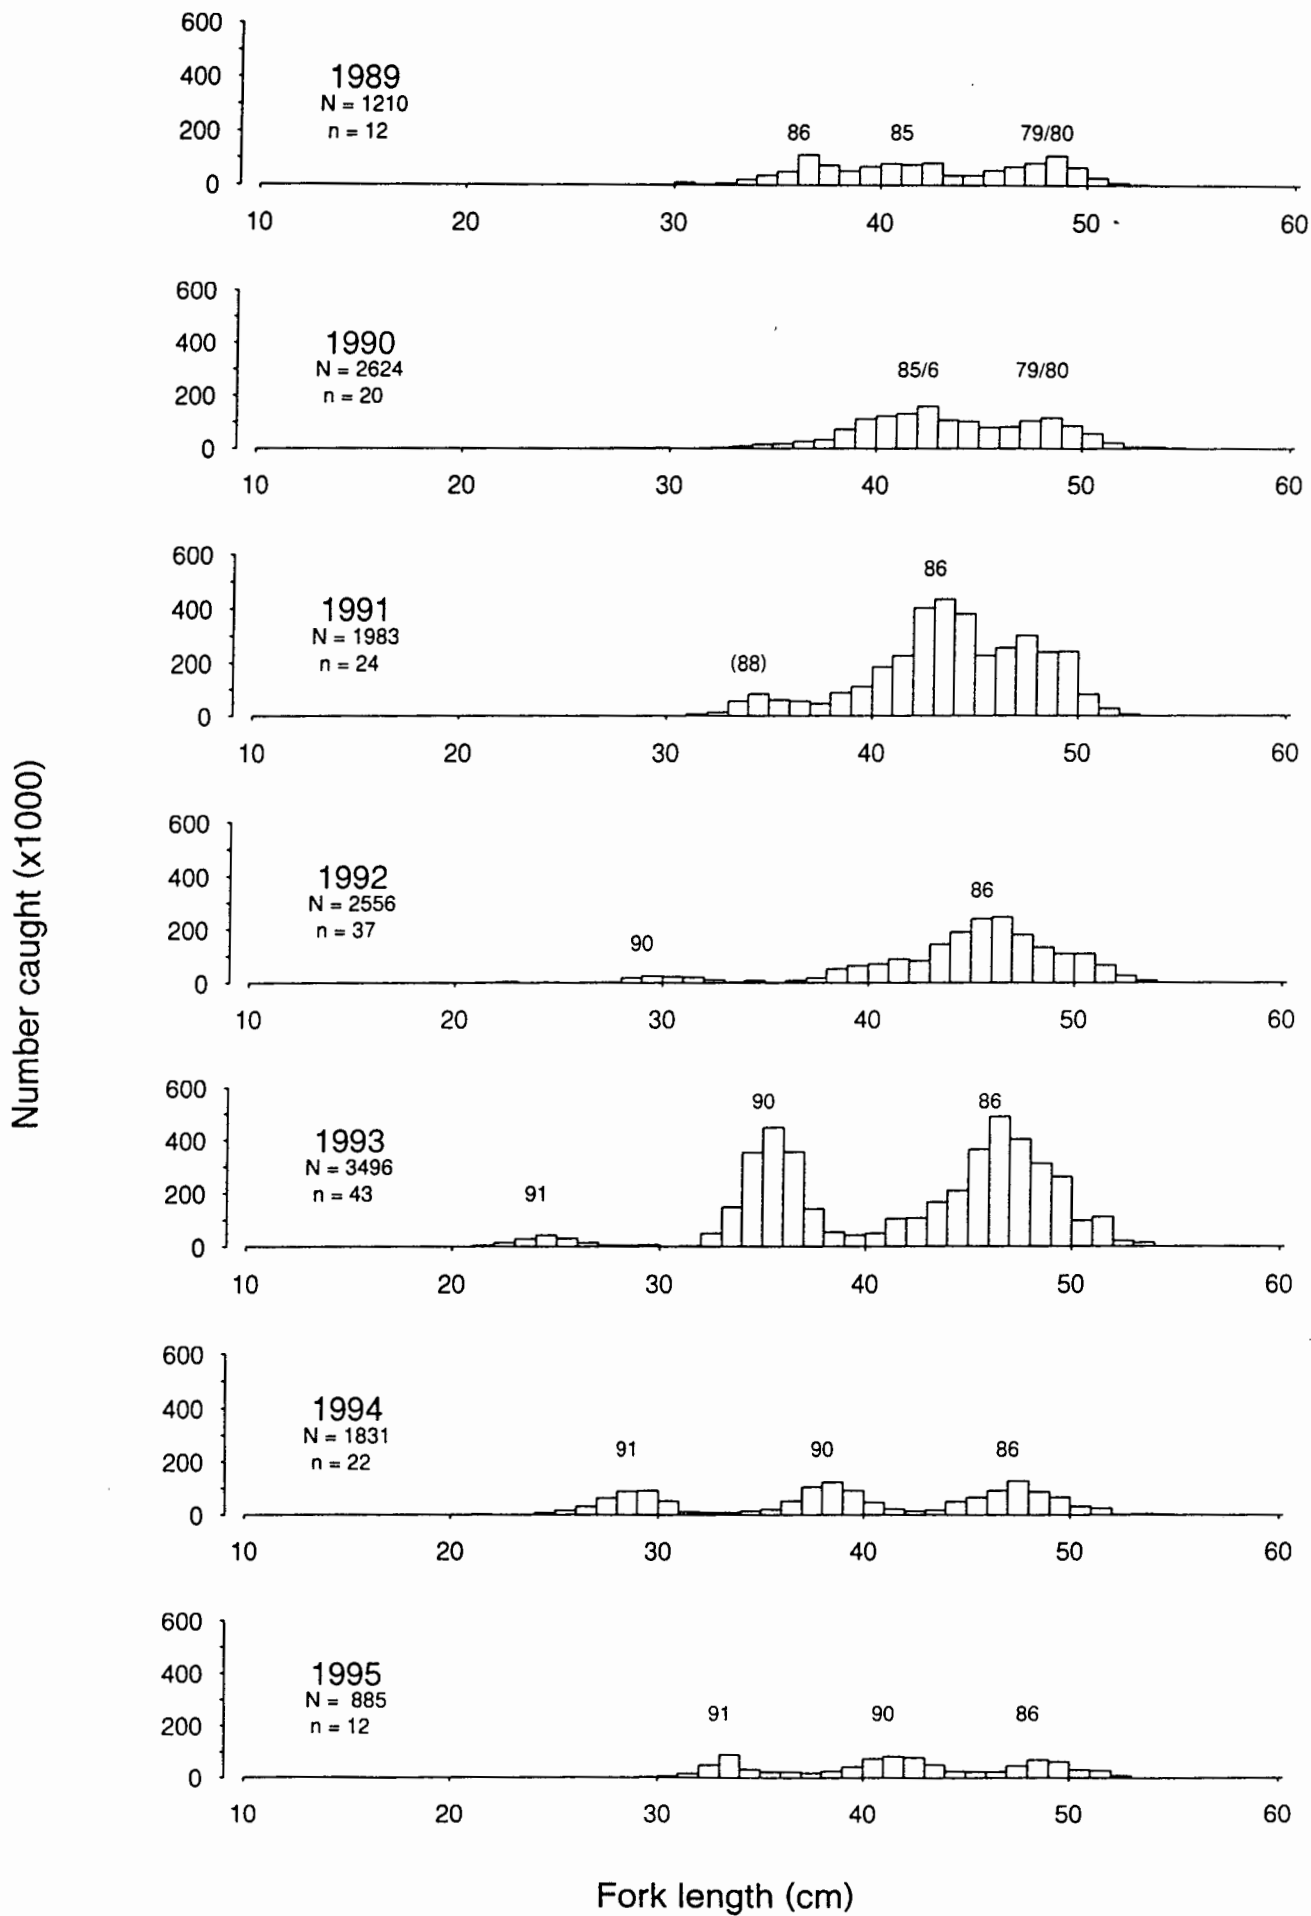 Number caught (x1000)
600
400
200
0
1989
N = 1210
n = 12
86 85 79/80
10 20 30 40 50 60
600
400
200
0
1990
N = 2624
n = 20
85/6 79/80
10 20 30 40 50 60
600
400
200
0
1991
N = 1983
n = 24
(88) 86
10 20 30 40 50 60
600
400
200
0
1992
N = 2556
n = 37
90 86
10 20 30 40 50 60
600
400
200
0
1993
N = 3496
n = 43
91 90 86
10 20 30 40 50 60
600
400
200
0
1994
N = 1831
n = 22
91 90 86
10 20 30 40 50 60
600
400
200
0
1995
N = 885
n = 12
91 90 86
10 20 30 40 50 60
Fork length (cm)